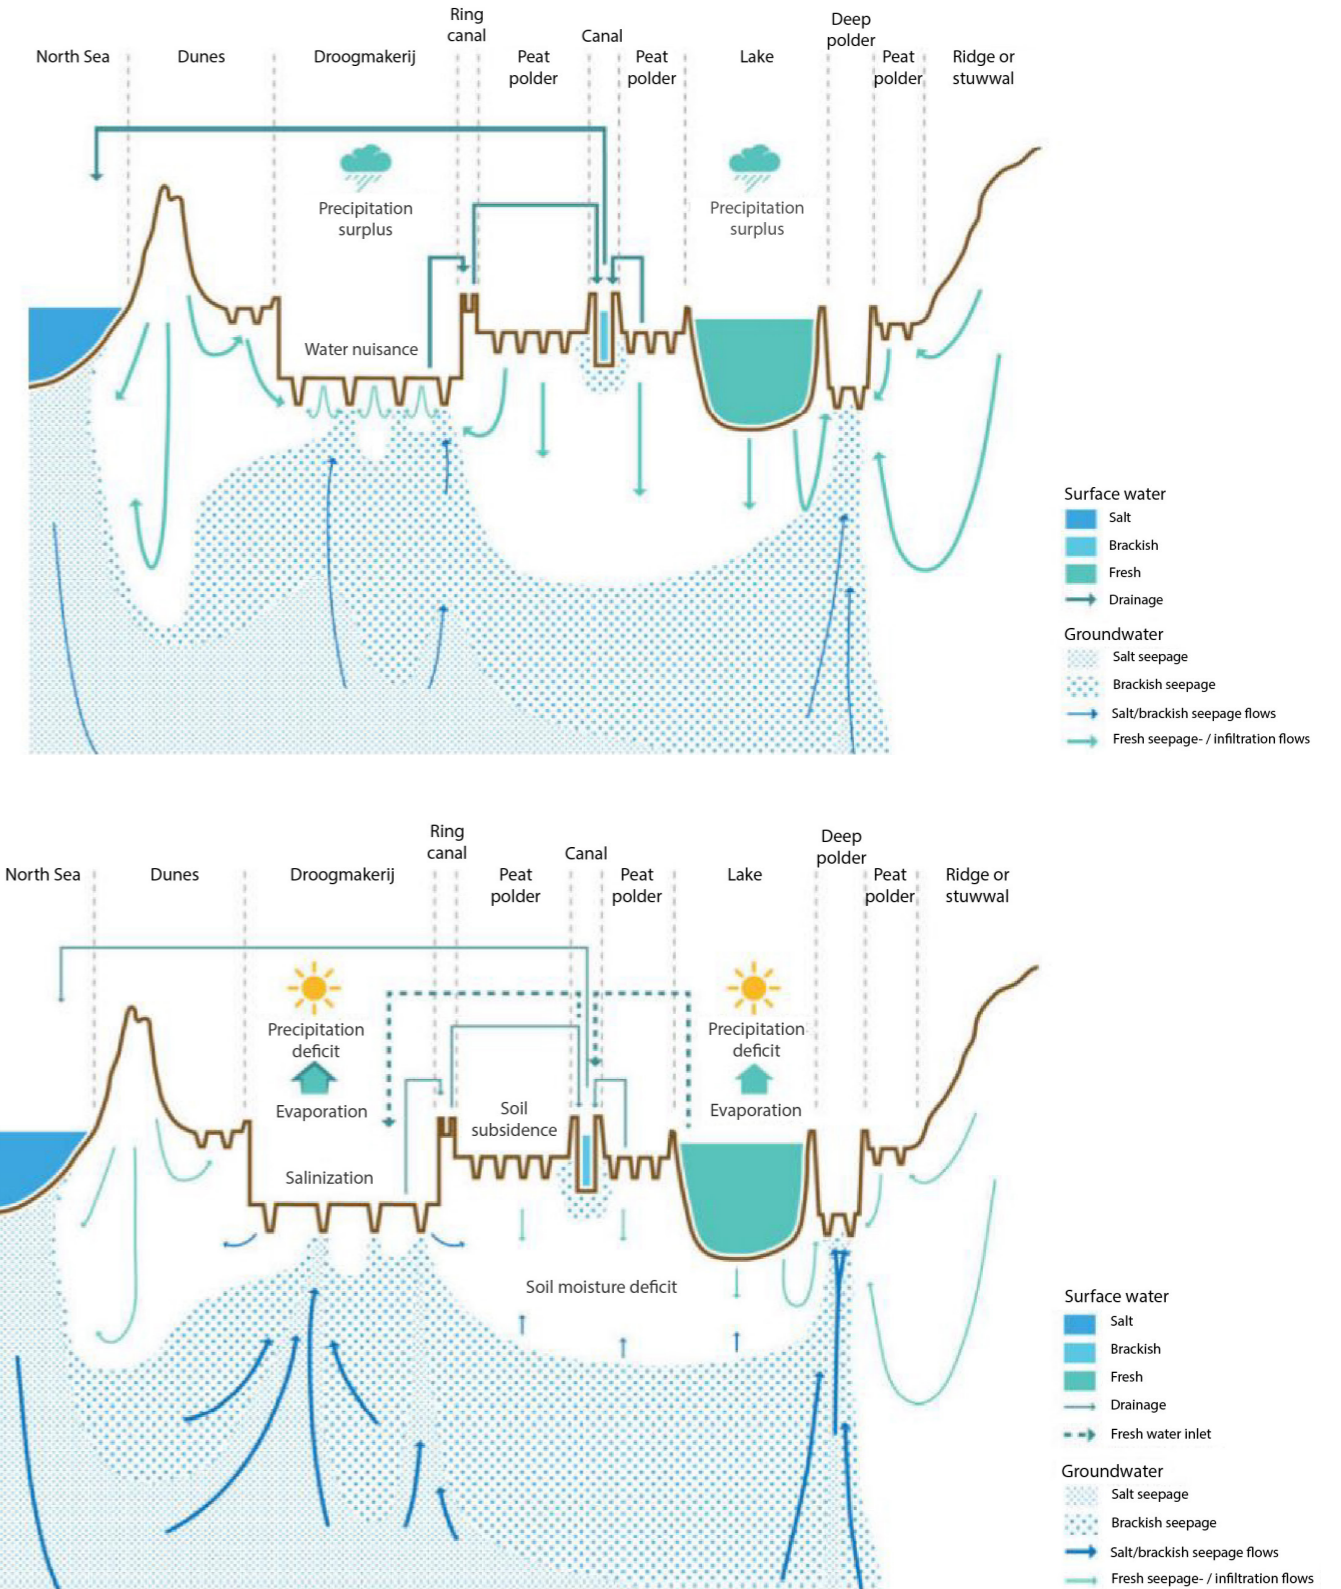 North Sea
Dunes
Droogmakerij
Ring
canal
Peat
polder
Canal
Peat
polder
Lake
Deep
polder
Peat
polder
Ridge or
stuwwal
Precipitation
surplus
Precipitation
surplus
Water nuisance
Surface water
Salt
Brackish
Fresh
Drainage
Groundwater
Salt seepage
Brackish seepage
Salt/brackish seepage flows
Fresh seepage- / infiltration flows
North Sea
Dunes
Droogmakerij
Ring
canal
Peat
polder
Canal
Peat
polder
Lake
Deep
polder
Peat
polder
Ridge or
stuwwal
Precipitation
deficit
Evaporation
Precipitation
deficit
Evaporation
Soil
subsidence
Salinization
Soil moisture deficit
Surface water
Salt
Brackish
Fresh
Drainage
Fresh water inlet
Groundwater
Salt seepage
Brackish seepage
Salt/brackish seepage flows
Fresh seepage- / infiltration flows